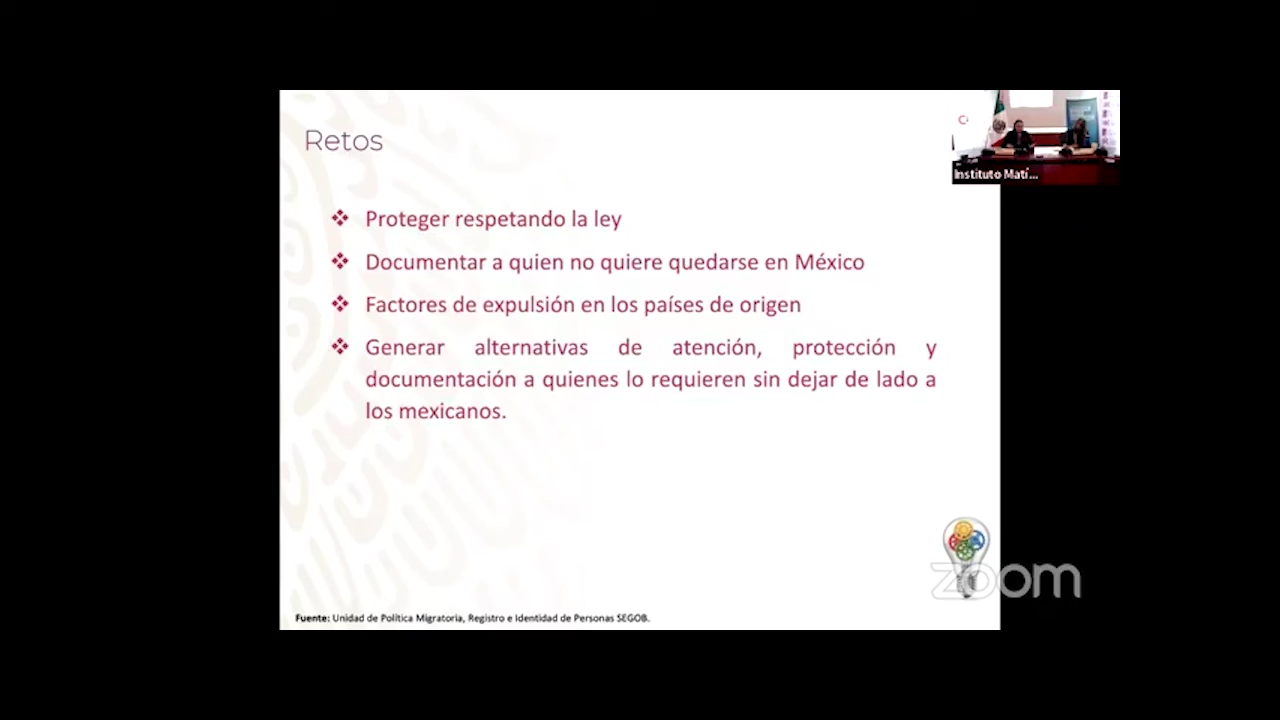 Retos
Instituto Matí...
Proteger respetando la ley
Documentar a quien no quiere quedarse en México
Factores de expulsión en los países de origen
Generar alternativas de atención, protección y
documentación a quienes lo requieren sin dejar de lado a
los mexicanos.
zoom
Fuente: Unidad de Política Migratoria, Registro e Identidad de Personas SEGOB.